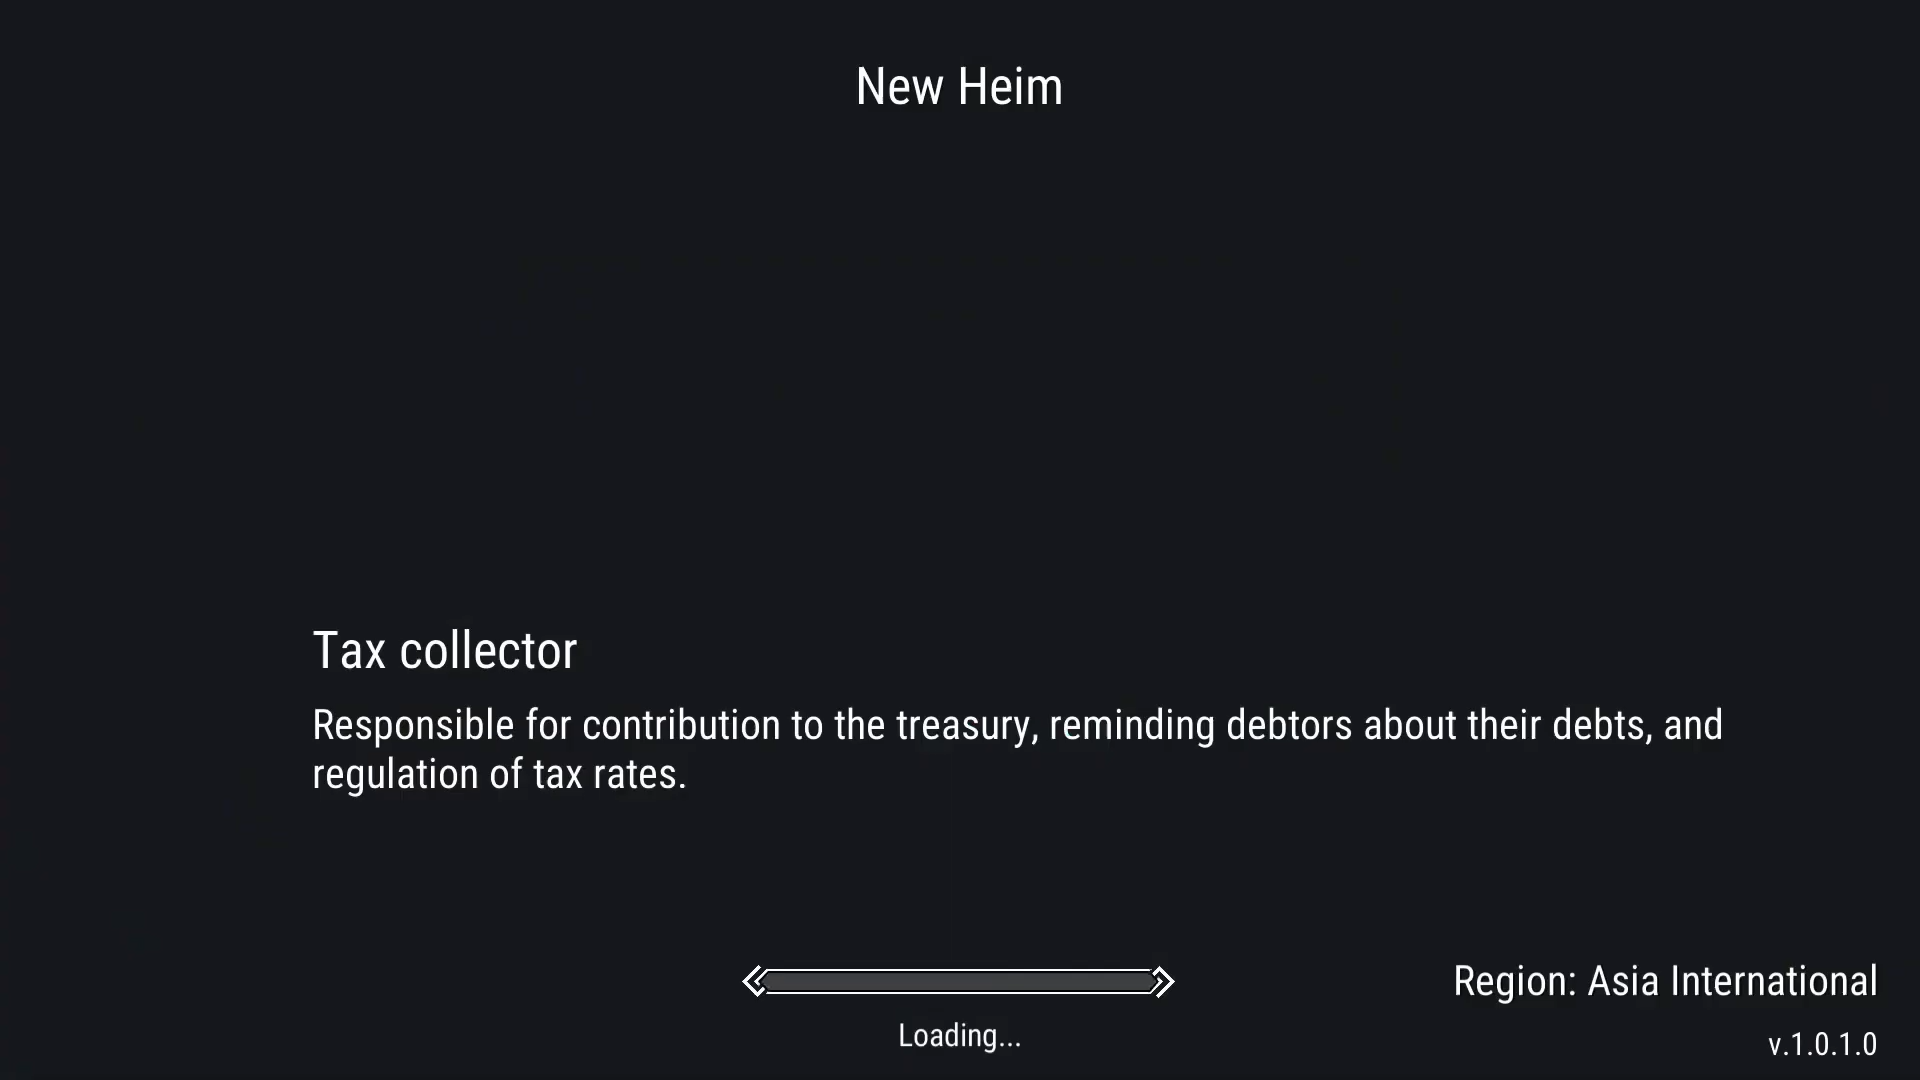 New Heim
Tax collector
Responsible for contribution to the treasury, reminding debtors about their debts, and
regulation of tax rates.
Region: Asia International
Loading...
v.1.0.1.0